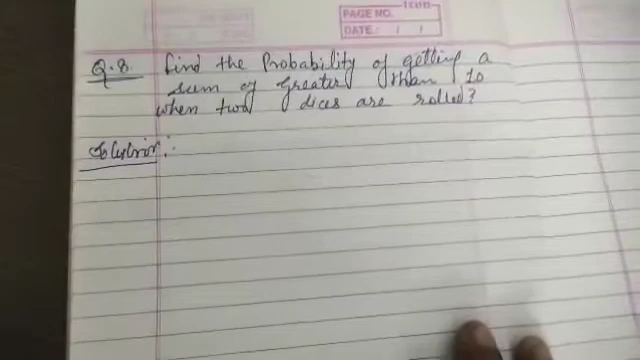 ICON
PAGE NO.
DATE: / /
Q.8. Find the Probability of getting a
sum of Greater than 10
when two dices are rolled?
Solution:-